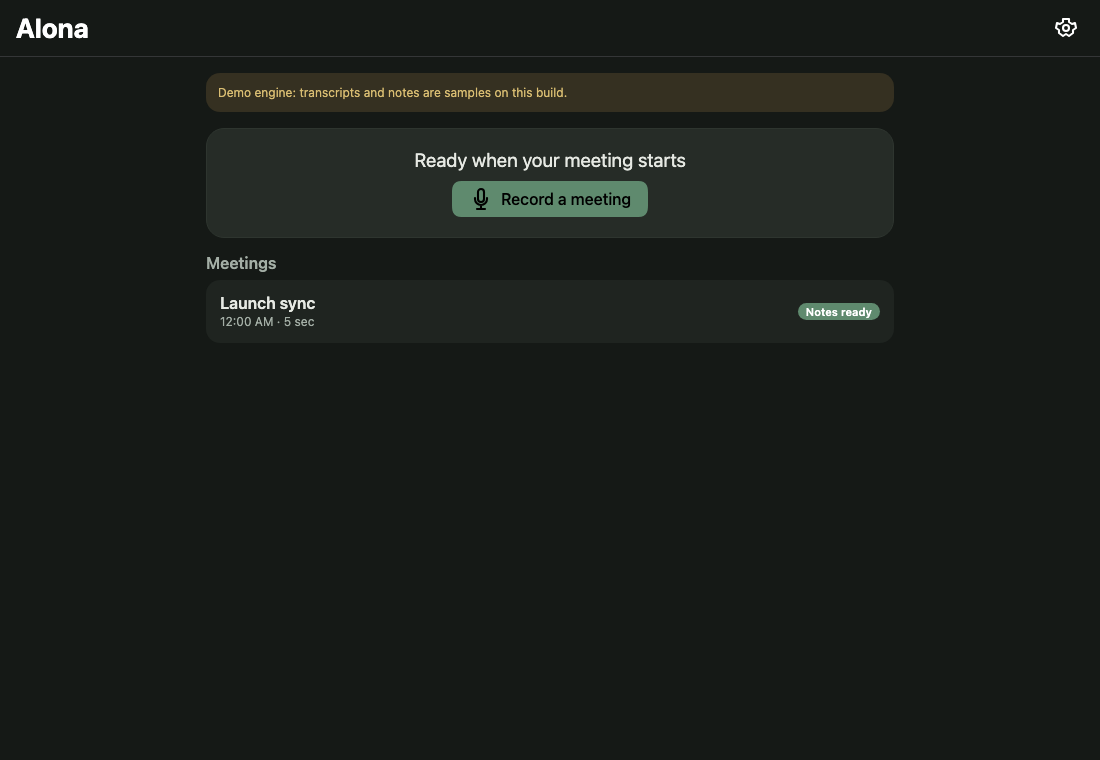 Alona
Demo engine: transcripts and notes are samples on this build.
Ready when your meeting starts
Record a meeting
Meetings
Launch sync
12:00 AM · 5 sec
Notes ready